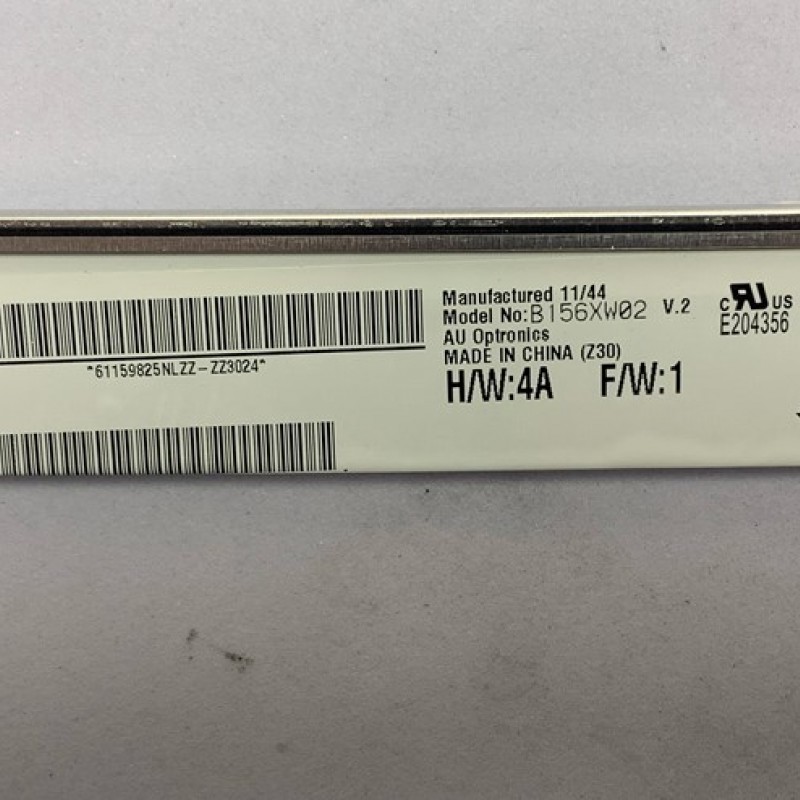 Manufactured 11/44
Model No:B156XW02 V.2
AU Optronics
MADE IN CHINA (Z30)
H/W:4A F/W:1
c RU US
E204356
*61159825NLZZ-ZZ3024*